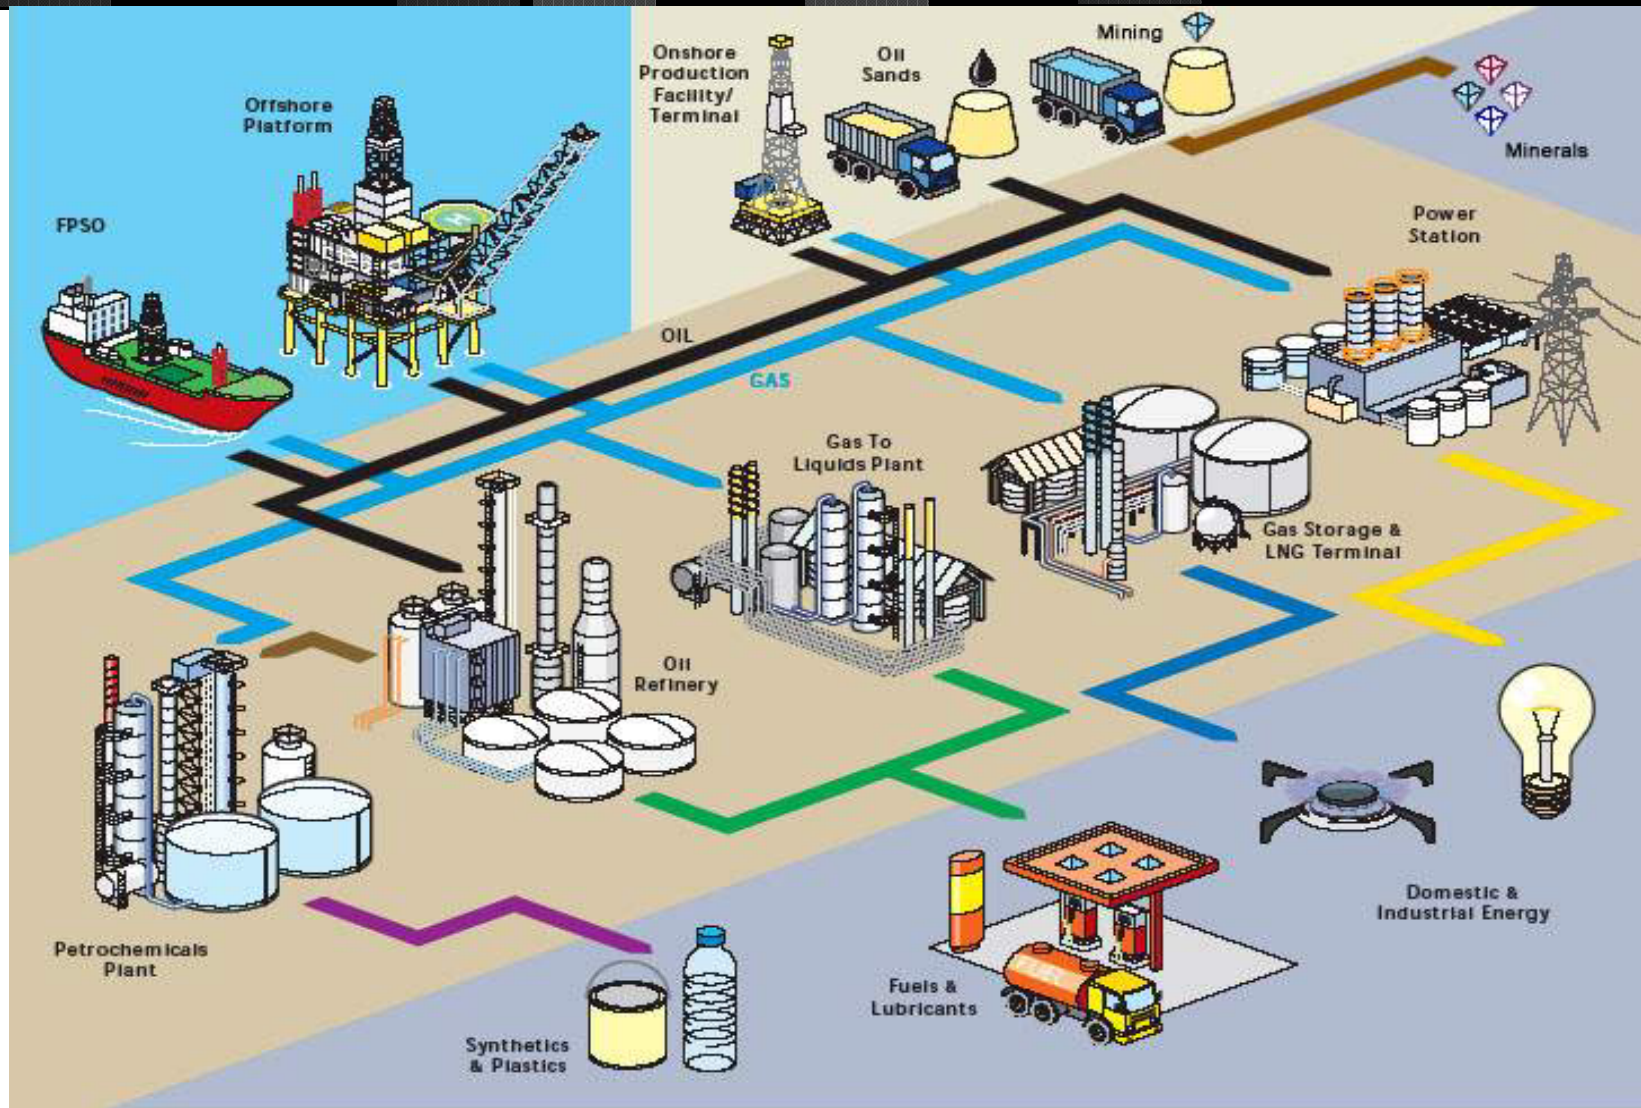 Mining
Onshore
Production
Facility/
Terminal
Oil
Sands
Offshore
Platform
Minerals
FPSO
Power
Station
OIL
GAS
Gas To
Liquids Plant
Gas Storage &
LNG Terminal
Oil
Refinery
Domestic &
Industrial Energy
Petrochemicals
Plant
FUEL
Fuels &
Lubricants
Synthetics
& Plastics
H